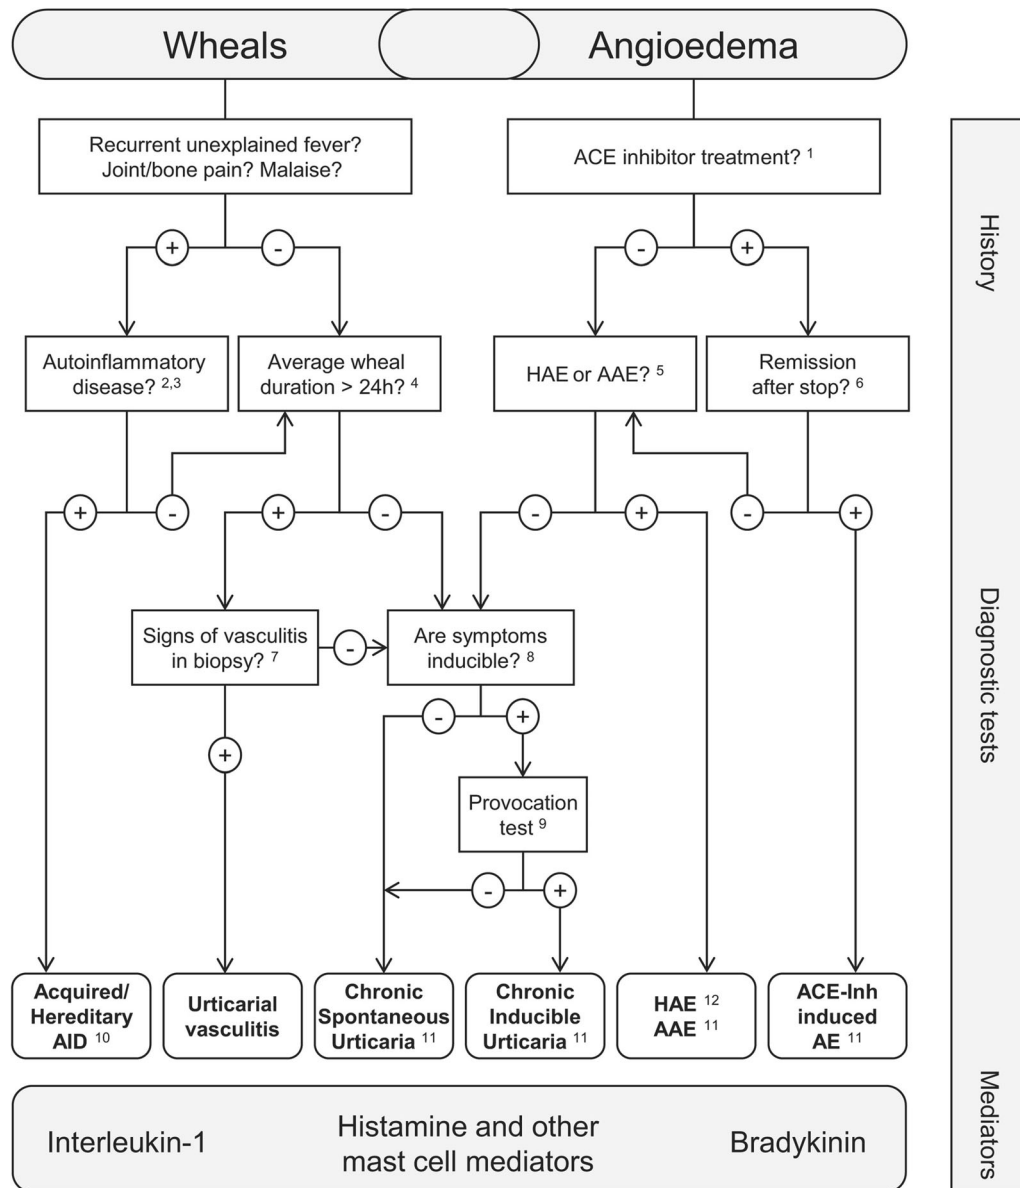 Wheals
Angioedema
Recurrent unexplained fever?
Joint/bone pain? Malaise?
ACE inhibitor treatment? 1
History
+
-
-
+
Autoinflammatory
disease? 2,3
Average wheal
duration > 24h? 4
HAE or AAE? 5
Remission
after stop? 6
+
-
+
-
-
+
-
+
Diagnostic tests
Signs of vasculitis
in biopsy? 7
-
Are symptoms
inducible? 8
-
+
+
Provocation
test 9
-
+
Acquired/
Hereditary
AID 10
Urticarial
vasculitis
Chronic
Spontaneous
Urticaria 11
Chronic
Inducible
Urticaria 11
HAE 12
AAE 11
ACE-Inh
induced
AE 11
Mediators
Interleukin-1
Histamine and other
mast cell mediators
Bradykinin